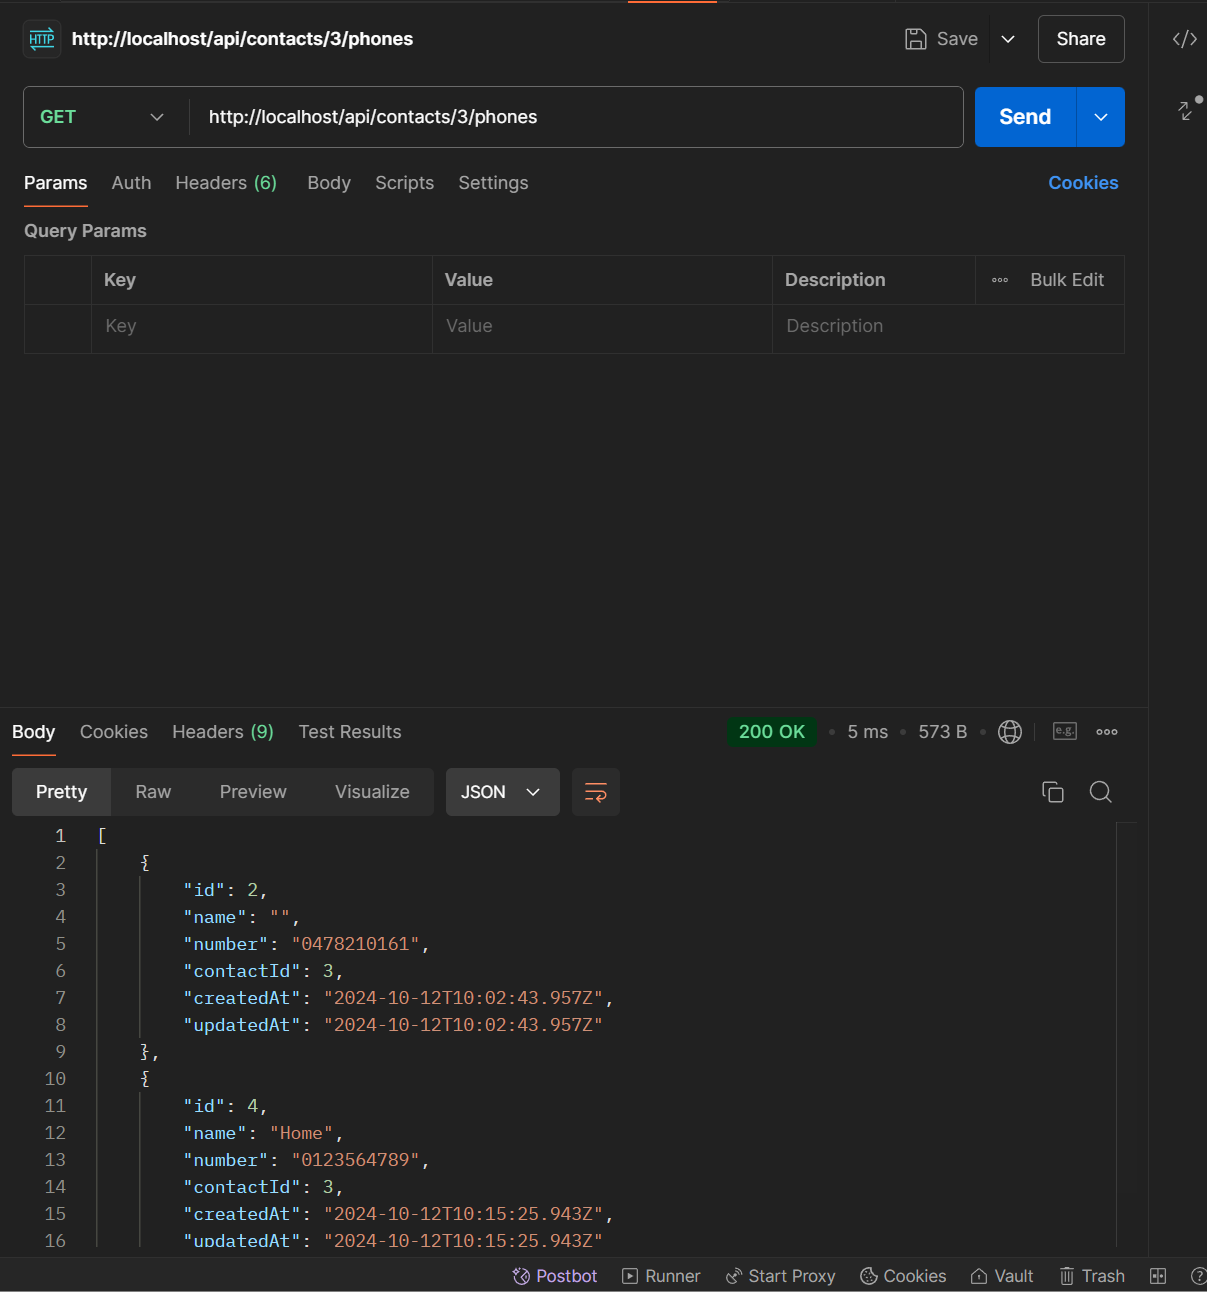 HTTP http://localhost/api/contacts/3/phones Save Share
GET http://localhost/api/contacts/3/phones Send
Params Auth Headers (6) Body Scripts Settings Cookies
Query Params
Key Value Description Bulk Edit
Key Value Description
Body Cookies Headers (9) Test Results 200 OK • 5 ms • 573 B • e.g.
Pretty Raw Preview Visualize JSON
1 [
2 {
3 "id": 2,
4 "name": "",
5 "number": "0478210161",
6 "contactId": 3,
7 "createdAt": "2024-10-12T10:02:43.957Z",
8 "updatedAt": "2024-10-12T10:02:43.957Z"
9 },
10 {
11 "id": 4,
12 "name": "Home",
13 "number": "0123564789",
14 "contactId": 3,
15 "createdAt": "2024-10-12T10:15:25.943Z",
16 "updatedAt": "2024-10-12T10:15:25.943Z"
Postbot Runner Start Proxy Cookies Vault Trash ?